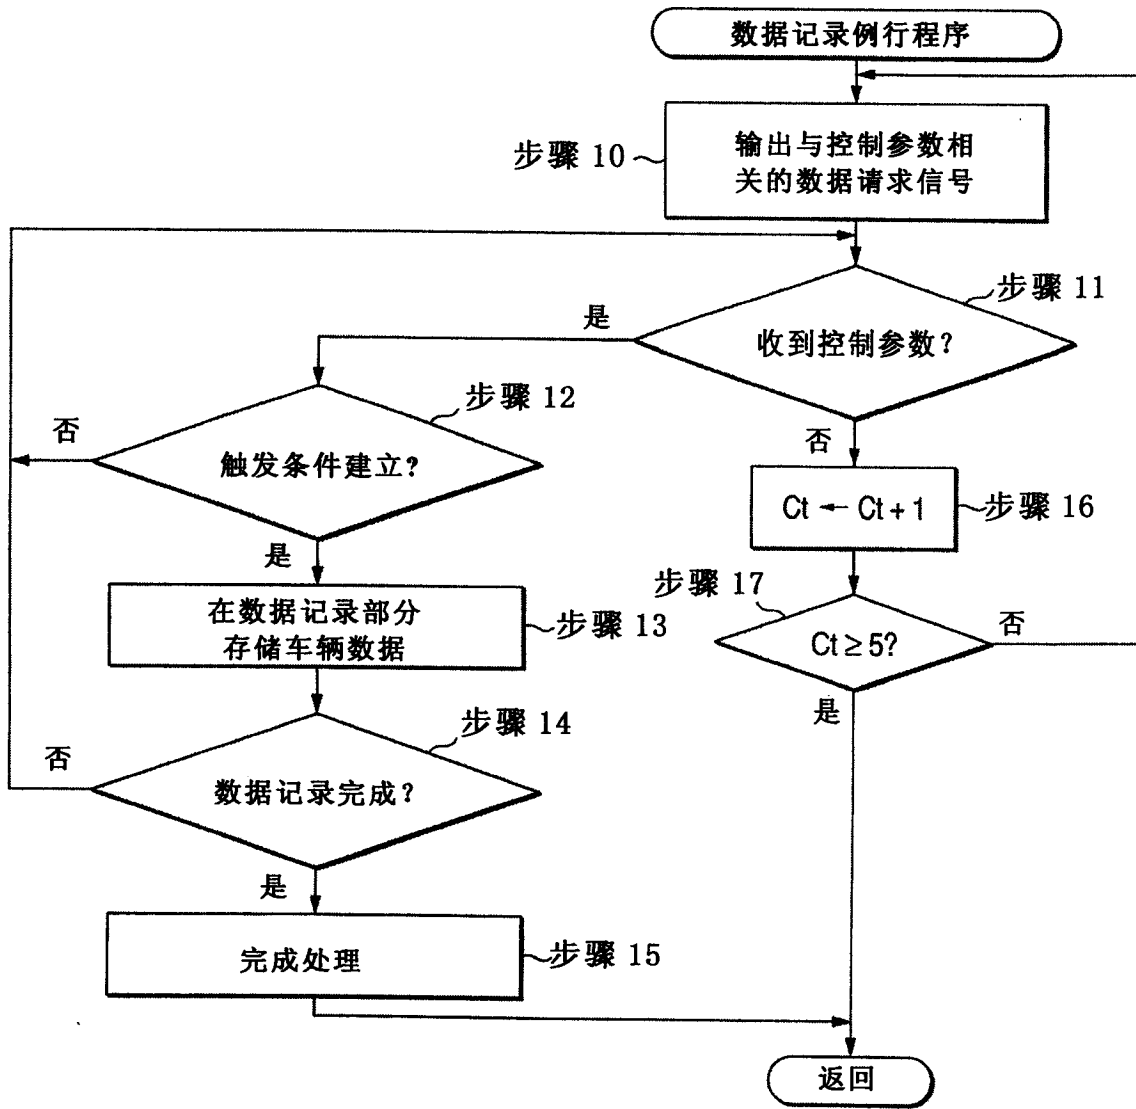 数据记录例行程序
步骤 10
输出与控制参数相
关的数据请求信号
步骤 11
是
收到控制参数？
步骤 12
否
触发条件建立？
否
Ct ← Ct + 1
步骤 16
是
步骤 17
在数据记录部分
存储车辆数据
步骤 13
Ct ≥ 5?
否
是
步骤 14
否
数据记录完成？
是
完成处理
步骤 15
返回